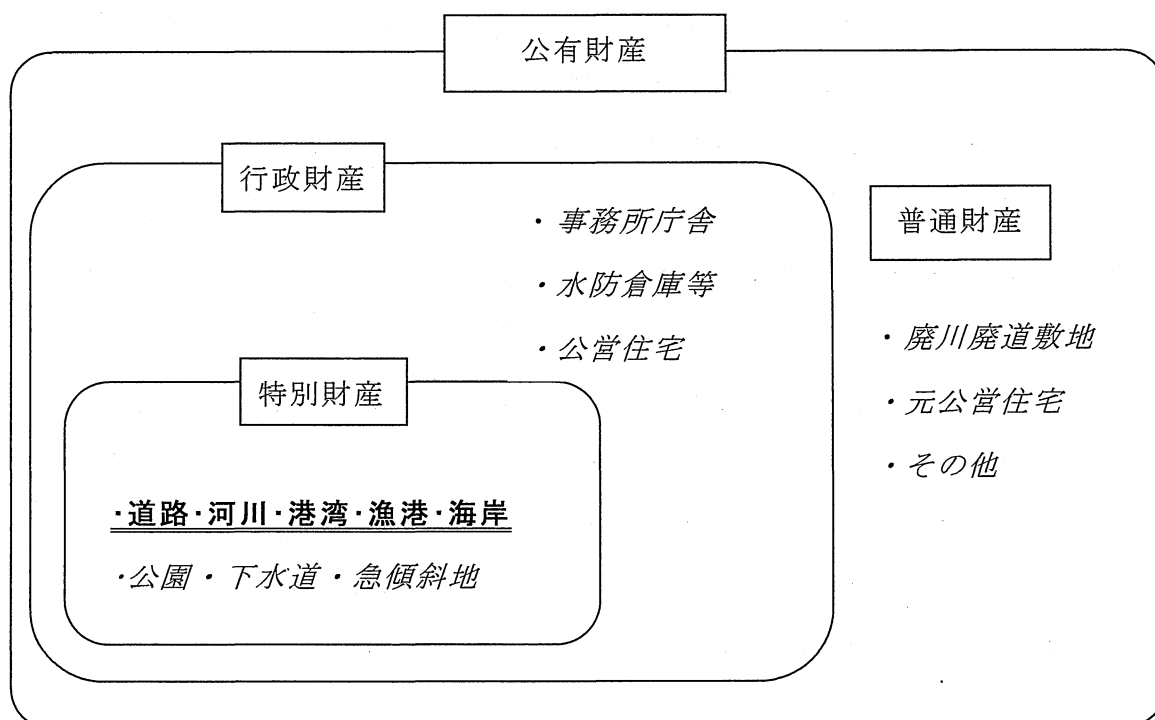 公有財産
行政財産
・事務所庁舎
・水防倉庫等
・公営住宅
特別財産
・道路・河川・港湾・漁港・海岸
・公園・下水道・急傾斜地
普通財産
・廃川廃道敷地
・元公営住宅
・その他